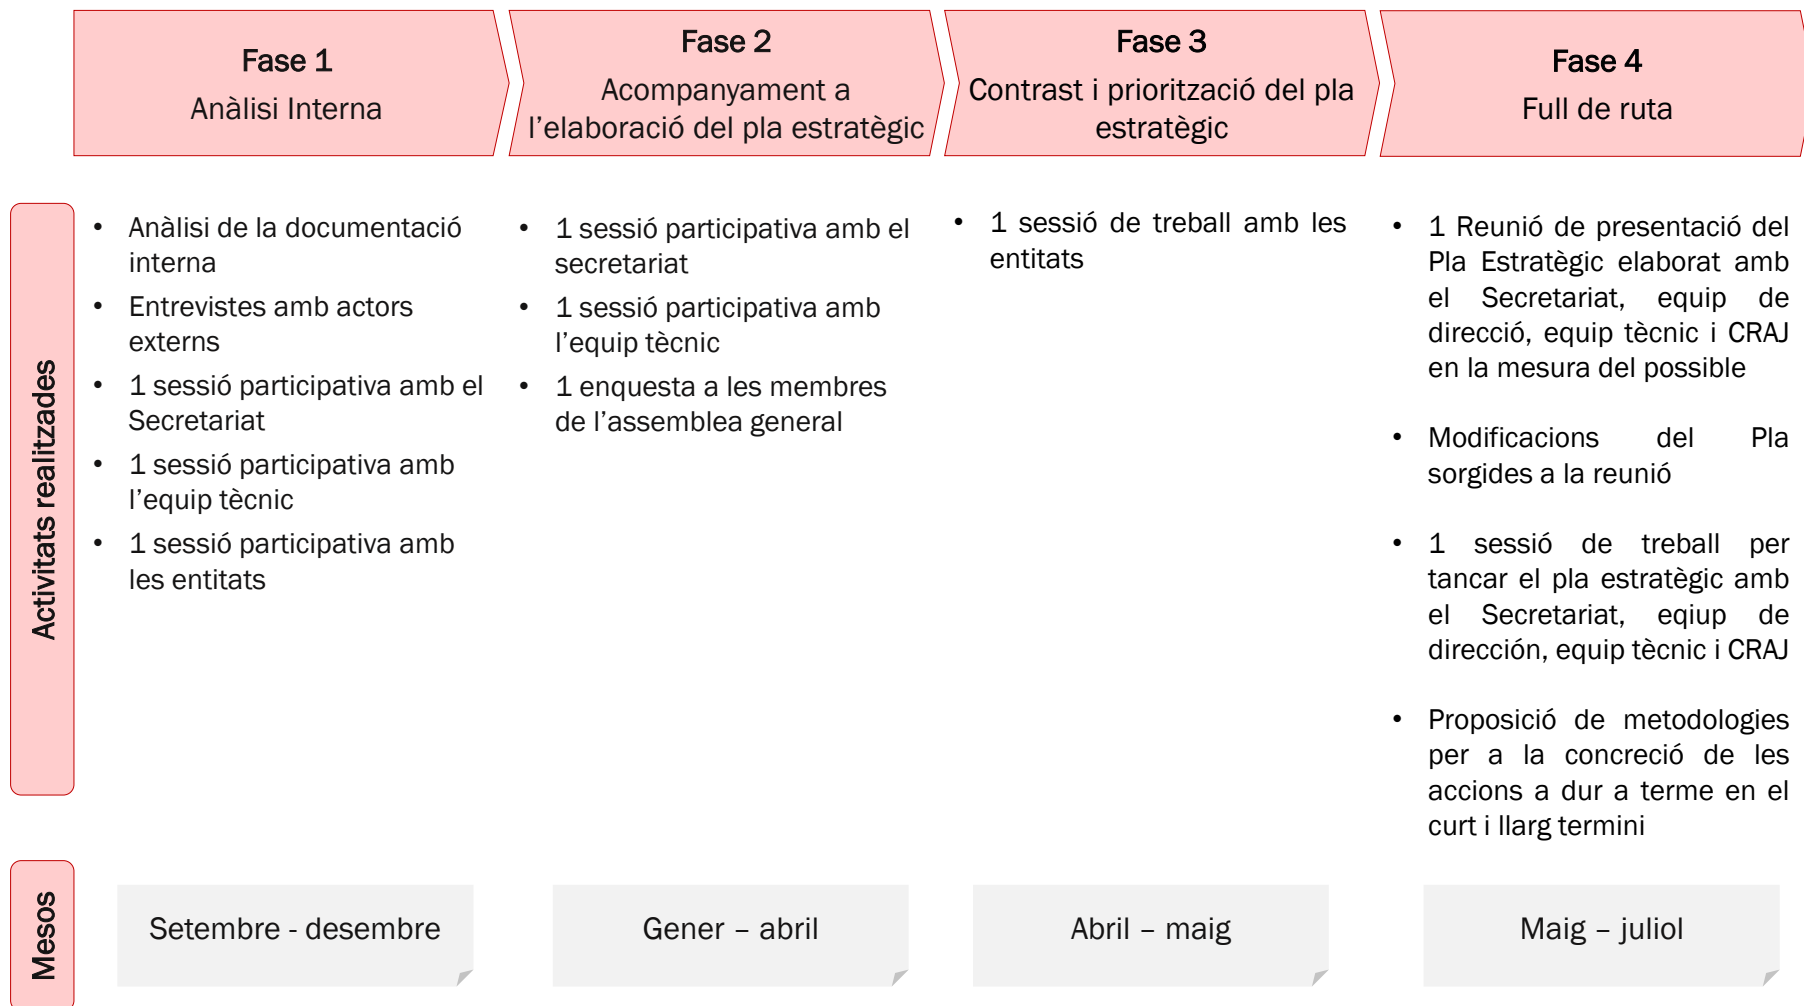 Fase 1
Anàlisi Interna
Fase 2
Acompanyament a
l’elaboració del pla estratègic
Fase 3
Contrast i priorització del pla
estratègic
Fase 4
Full de ruta
Activitats realitzades
• Anàlisi de la documentació
interna
• Entrevistes amb actors
externs
• 1 sessió participativa amb el
Secretariat
• 1 sessió participativa amb
l’equip tècnic
• 1 sessió participativa amb
les entitats
• 1 sessió participativa amb el
secretariat
• 1 sessió participativa amb
l’equip tècnic
• 1 enquesta a les membres
de l’assemblea general
• 1 sessió de treball amb les
entitats
• 1 Reunió de presentació del
Pla Estratègic elaborat amb
el Secretariat, equip de
direcció, equip tècnic i CRAJ
en la mesura del possible
• Modificacions del Pla
sorgides a la reunió
• 1 sessió de treball per
tancar el pla estratègic amb
el Secretariat, eqiup de
dirección, equip tècnic i CRAJ
• Proposició de metodologies
per a la concreció de les
accions a dur a terme en el
curt i llarg termini
Mesos
Setembre - desembre
Gener – abril
Abril – maig
Maig – juliol